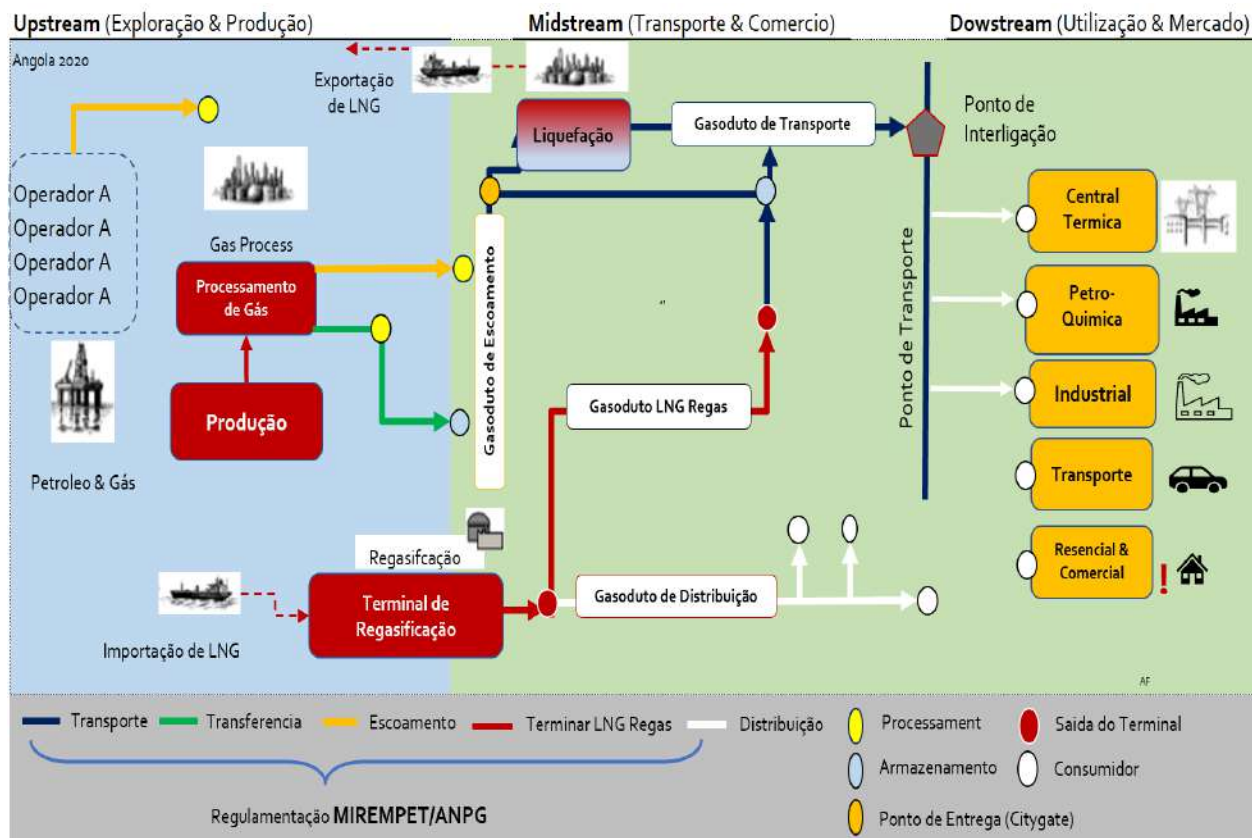 Upstream (Exploração & Produção)
Midstream (Transporte & Comercio)
Dowstream (Utilização & Mercado)
Angola 2020
Exportação
de LNG
Operador A
Operador A
Operador A
Operador A
Gas Process
Processamento
de Gás
Produção
Petroleo & Gás
Liquefação
Gasoduto de Transporte
Ponto de
Interligação
Gasoduto de Escoamento
Ponto de Transporte
Central
Termica
Petro-
Quimica
Industrial
Transporte
Resencial &
Comercial
!
Gasoduto LNG Regas
Regasifcação
Terminal de
Regasificação
Gasoduto de Distribuição
Importação de LNG
AF
Transporte
Transferencia
Escoamento
Terminar LNG Regas
Distribuição
Processament
Saida do Terminal
Armazenamento
Consumidor
Ponto de Entrega (Citygate)
Regulamentação MIREMPET/ANPG